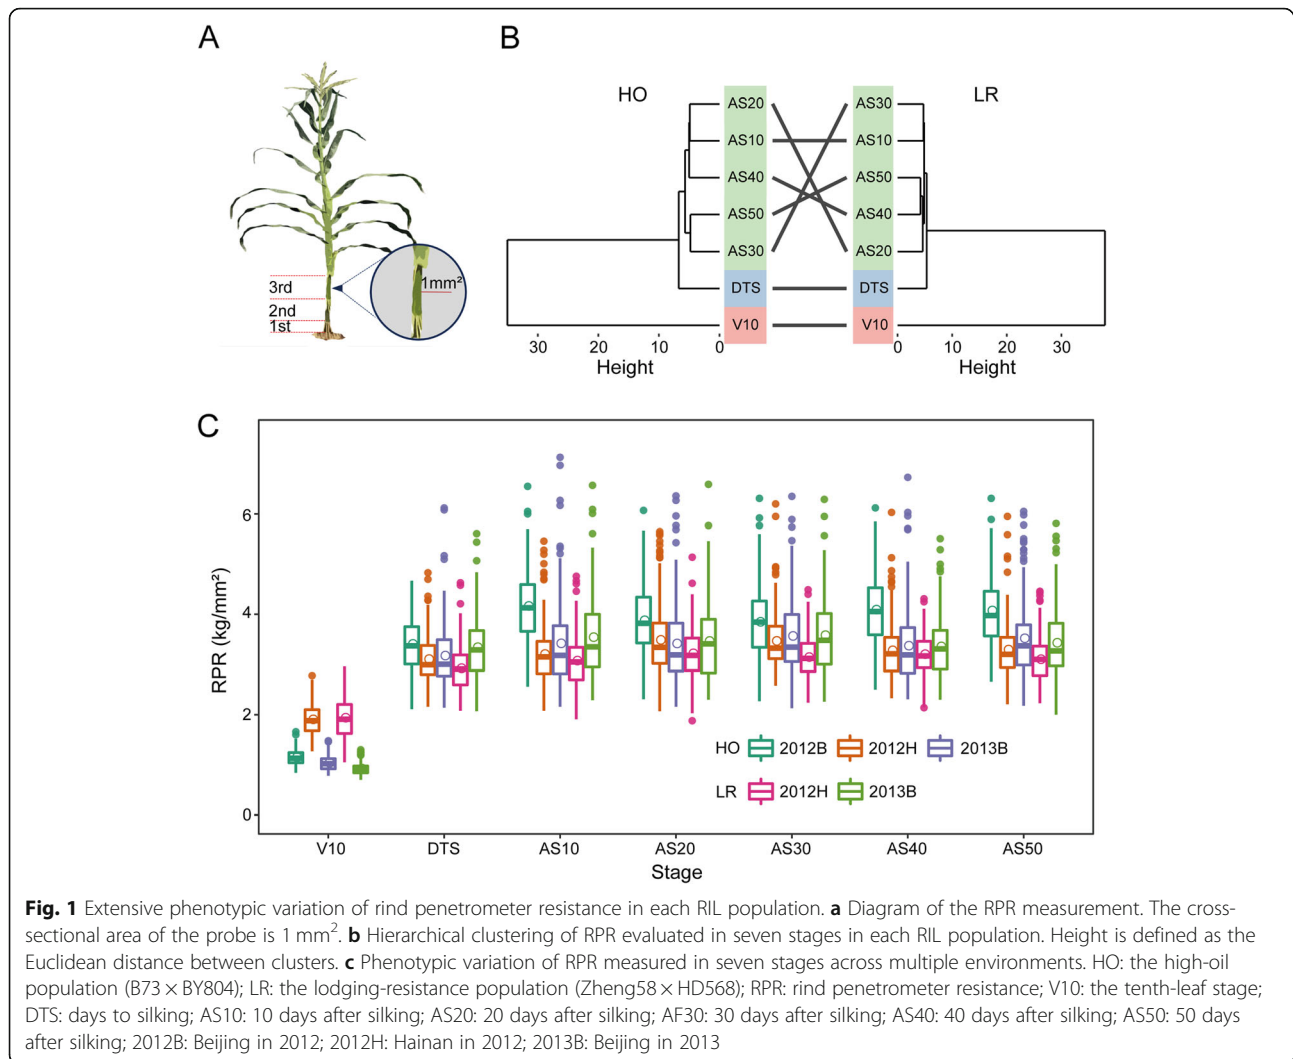 A
3rd
2nd
1st
1mm²
B
HO
LR
AS20
AS30
AS10
AS10
AS40
AS50
AS50
AS40
AS30
AS20
DTS
DTS
V10
V10
30 20 10 0
0 10 20 30
Height
Height
C
RPR (kg/mm²)
6
4
2
0
HO 2012B 2012H 2013B
LR 2012H 2013B
V10 DTS AS10 AS20 AS30 AS40 AS50
Stage
Fig. 1 Extensive phenotypic variation of rind penetrometer resistance in each RIL population. a Diagram of the RPR measurement. The cross-
sectional area of the probe is 1 mm². b Hierarchical clustering of RPR evaluated in seven stages in each RIL population. Height is defined as the
Euclidean distance between clusters. c Phenotypic variation of RPR measured in seven stages across multiple environments. HO: the high-oil
population (B73 × BY804); LR: the lodging-resistance population (Zheng58 × HD568); RPR: rind penetrometer resistance; V10: the tenth-leaf stage;
DTS: days to silking; AS10: 10 days after silking; AS20: 20 days after silking; AF30: 30 days after silking; AS40: 40 days after silking; AS50: 50 days
after silking; 2012B: Beijing in 2012; 2012H: Hainan in 2012; 2013B: Beijing in 2013